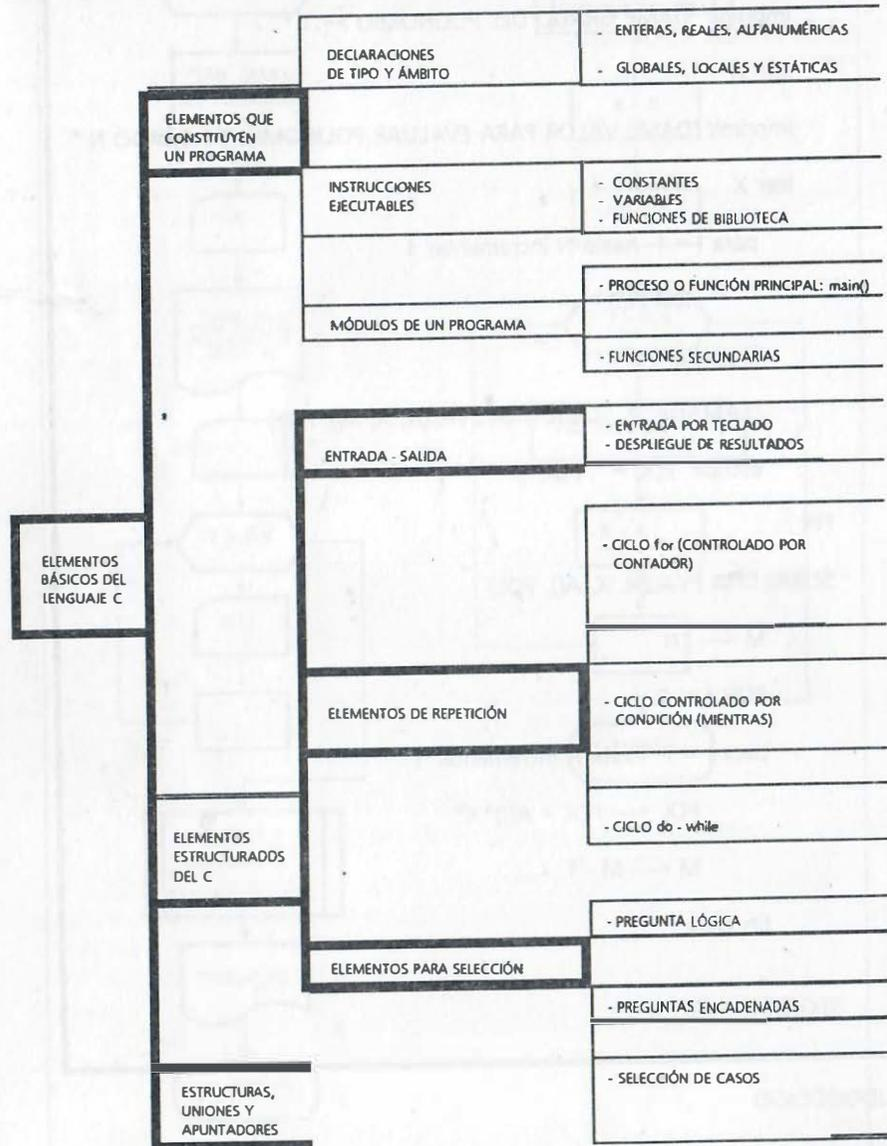 DECLARACIONES
DE TIPO Y ÁMBITO
ENTERAS, REALES, ALFANUMÉRICAS
- GLOBALES, LOCALES Y ESTÁTICAS
ELEMENTOS QUE
CONSTITUYEN
UN PROGRAMA
INSTRUCCIONES
EJECUTABLES
- CONSTANTES
- VARIABLES
- FUNCIONES DE BIBLIOTECA
MÓDULOS DE UN PROGRAMA
- PROCESO O FUNCIÓN PRINCIPAL: main()
- FUNCIONES SECUNDARIAS
ENTRADA - SALIDA
- ENTRADA POR TECLADO
- DESPLIEGUE DE RESULTADOS
ELEMENTOS
BÁSICOS DEL
LENGUAJE C
- CICLO for (CONTROLADO POR
CONTADOR)
ELEMENTOS DE REPETICIÓN
- CICLO CONTROLADO POR
CONDICIÓN (MIENTRAS)
- CICLO do - while
ELEMENTOS
ESTRUCTURADOS
DEL C
ELEMENTOS PARA SELECCIÓN
- PREGUNTA LÓGICA
- PREGUNTAS ENCADENADAS
- SELECCIÓN DE CASOS
ESTRUCTURAS,
UNIONES Y
APUNTADORES